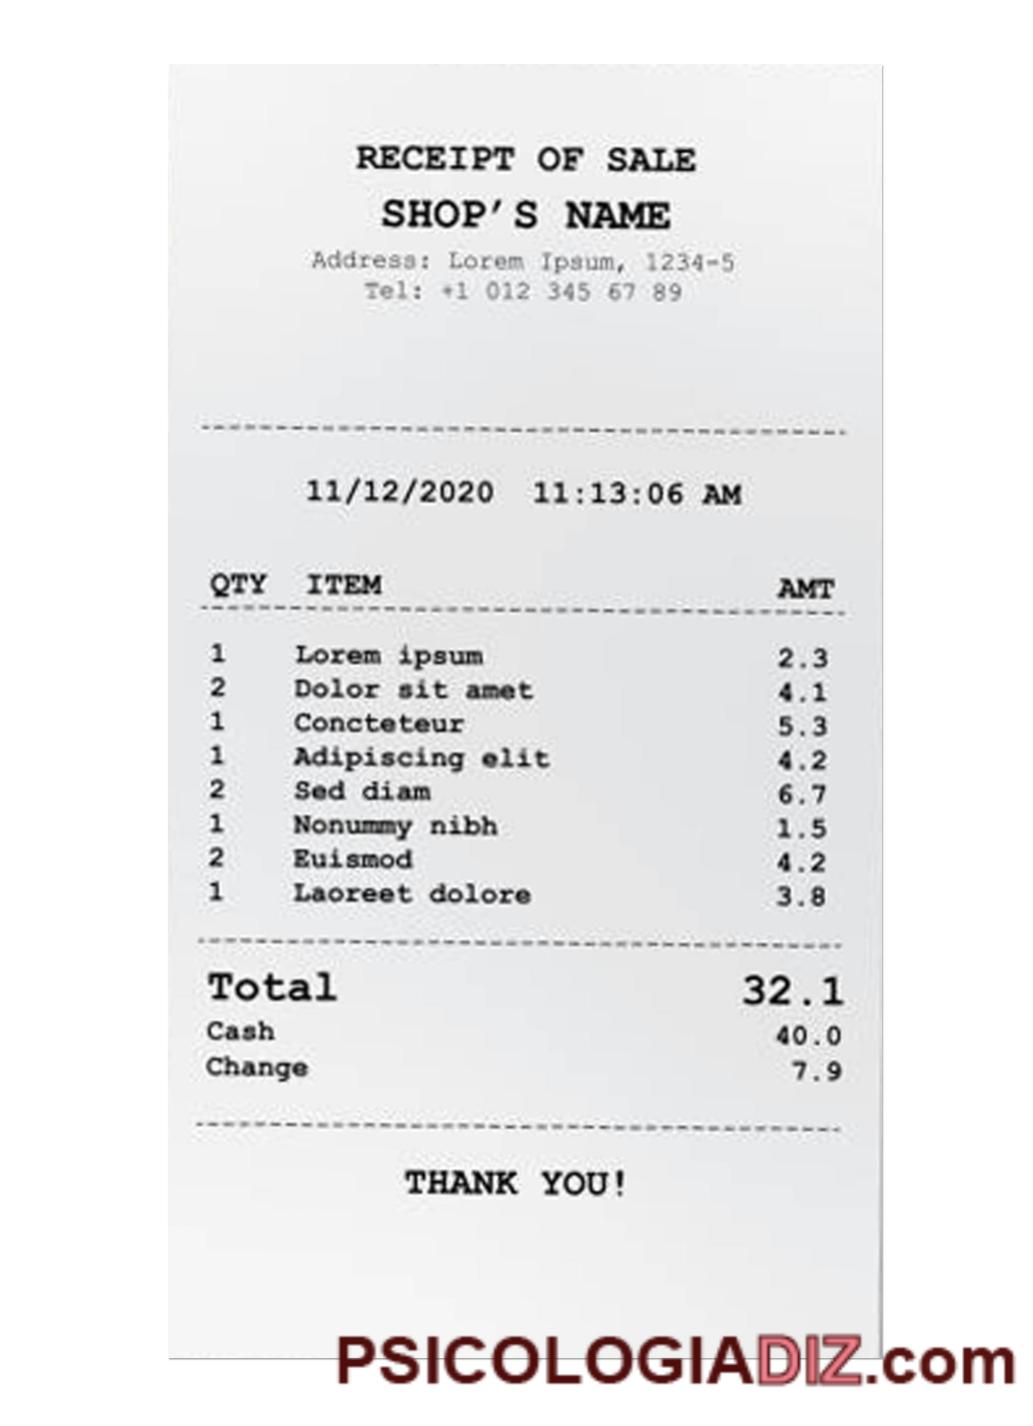 RECEIPT OF SALE
SHOP'S NAME
Address: Lorem Ipsum, 1234-5
Tel: +1 012 345 67 89
11/12/2020 11:13:06 AM
QTY ITEM AMT
1 Lorem ipsum 2.3
2 Dolor sit amet 4.1
1 Concteteur 5.3
1 Adipiscing elit 4.2
2 Sed diam 6.7
1 Nonummy nibh 1.5
2 Euismod 4.2
1 Laoreet dolore 3.8
Total 32.1
Cash 40.0
Change 7.9
THANK YOU!
PSICOLOGIADIZ.com